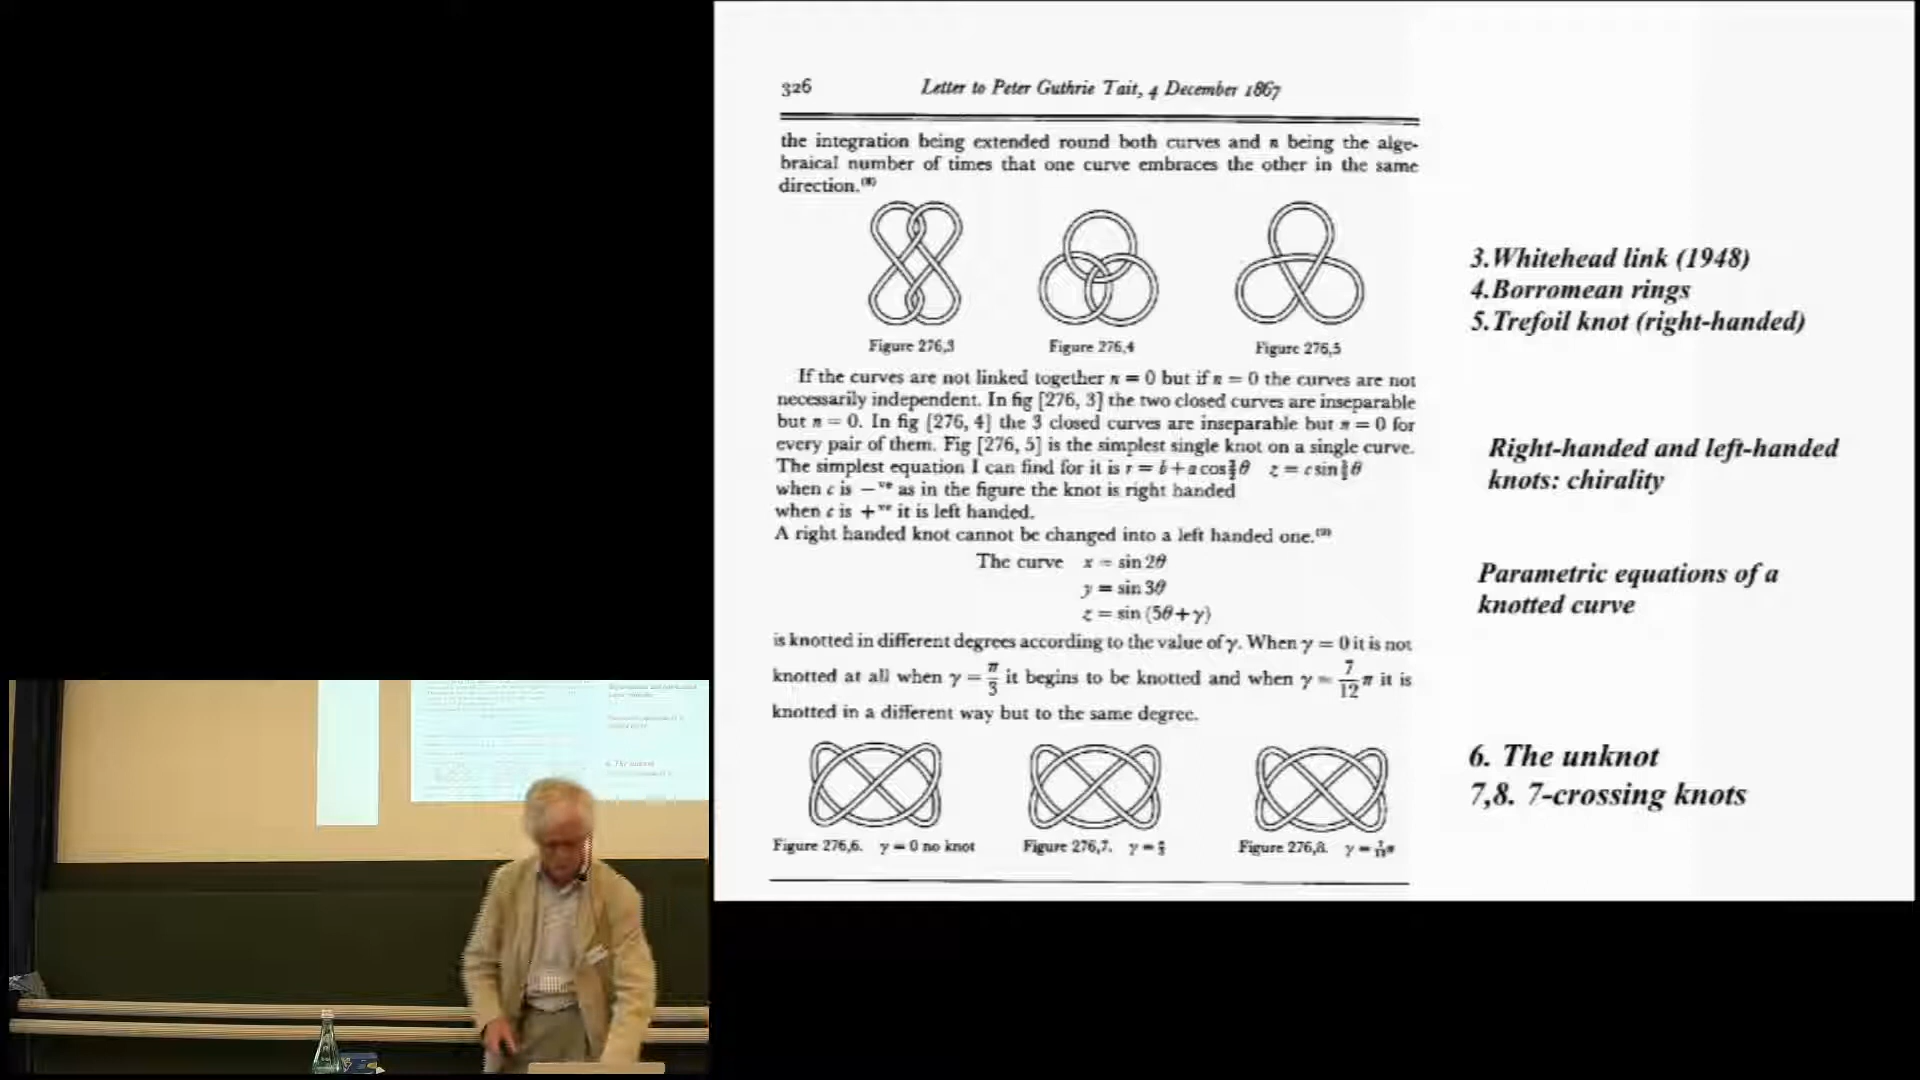 326 Letter to Peter Guthrie Tait, 4 December 1867
the integration being extended round both curves and n being the alge-
braical number of times that one curve embraces the other in the same
direction.
Figure 276,3 Figure 276,4 Figure 276,5
If the curves are not linked together n = 0 but if n = 0 the curves are not
necessarily independent. In fig [276, 3] the two closed curves are inseparable
but n = 0. In fig [276, 4] the 3 closed curves are inseparable but n = 0 for
every pair of them. Fig [276, 5] is the simplest single knot on a single curve.
The simplest equation I can find for it is r = b + a cos θ z = c sin θ
when c is −ve as in the figure the knot is right handed
when c is +ve it is left handed.
A right handed knot cannot be changed into a left handed one.
The curve x = sin 2θ
y = sin 3θ
z = sin (5θ + γ)
is knotted in different degrees according to the value of γ. When γ = 0 it is not
knotted at all when γ = π/3 it begins to be knotted and when γ = 7/12 π it is
knotted in a different way but to the same degree.
Figure 276,6. γ = 0 no knot Figure 276,7. γ = Figure 276,8. γ =
3.Whitehead link (1948)
4.Borromean rings
5.Trefoil knot (right-handed)
Right-handed and left-handed
knots: chirality
Parametric equations of a
knotted curve
6. The unknot
7,8. 7-crossing knots